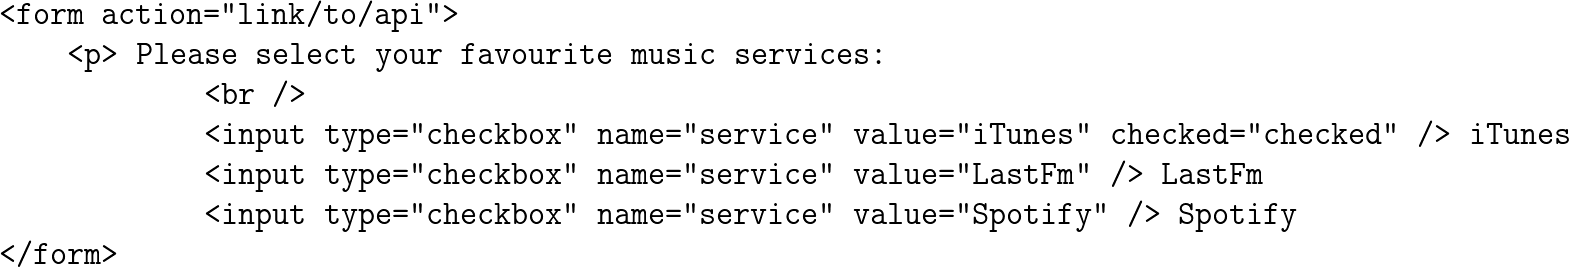 <form action="link/to/api">
    <p> Please select your favourite music services:
            <br />
            <input type="checkbox" name="service" value="iTunes" checked="checked" /> iTunes
            <input type="checkbox" name="service" value="LastFm" /> LastFm
            <input type="checkbox" name="service" value="Spotify" /> Spotify
</form>